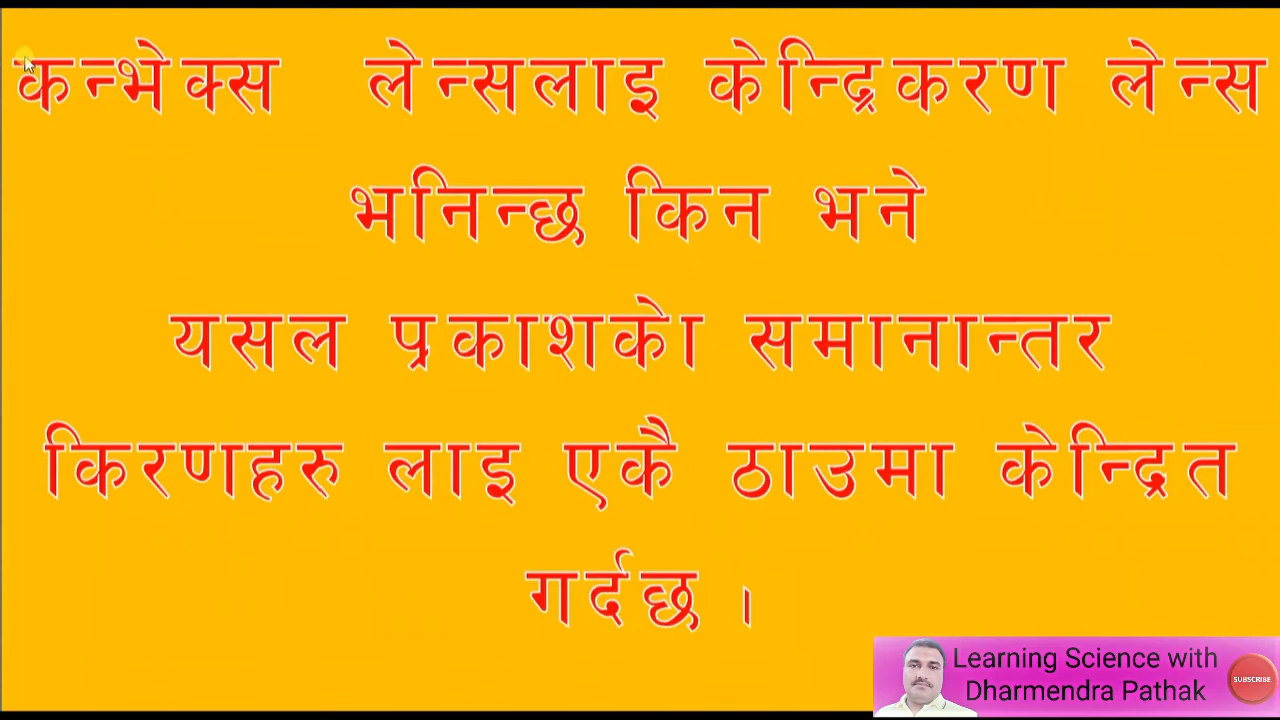 कन्भेक्स लेन्सलाइ केन्द्रिकरण लेन्स
भनिन्छ किन भने
यसल प्रकाशको समानान्तर
किरणहरु लाइ एकै ठाउमा केन्द्रित
गर्दछ ।
Learning Science with
Dharmendra Pathak
SUBSCRIBE